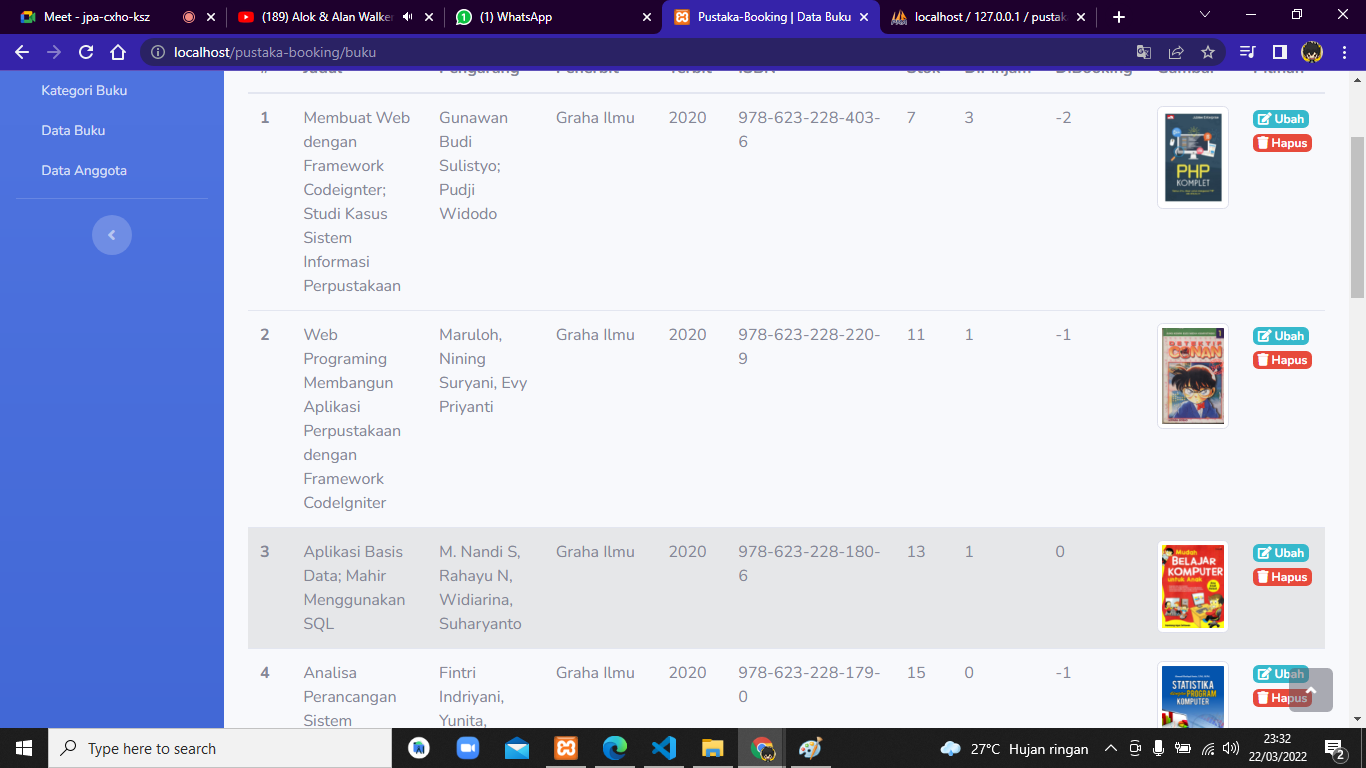 Meet - jpa-cxho-ksz
(189) Alok & Alan Walker
(1) WhatsApp
Pustaka-Booking | Data Buku
localhost / 127.0.0.1 / pustak
localhost/pustaka-booking/buku
Kategori Buku
Data Buku
Data Anggota
# Judul Pengarang Penerbit Terbit ISBN Stok DiPinjam DiBooking Gambar Pilihan
1 Membuat Web Gunawan Graha Ilmu 2020 978-623-228-403- 7 3 -2 Ubah
dengan Budi 6 Hapus
Framework Sulistyo;
Codeignter; Pudji
Studi Kasus Widodo
Sistem
Informasi
Perpustakaan
PHP
KOMPLET
2 Web Maruloh, Graha Ilmu 2020 978-623-228-220- 11 1 -1 Ubah
Programing Nining 9 Hapus
Membangun Suryani, Evy
Aplikasi Priyanti
Perpustakaan
dengan
Framework
CodeIgniter
DETECTIF
CONAN
1
3 Aplikasi Basis M. Nandi S, Graha Ilmu 2020 978-623-228-180- 13 1 0 Ubah
Data; Mahir Rahayu N, 6 Hapus
Menggunakan Widiarina,
SQL Suharyanto
Mudah
BELAJAR
KOMPUTER
untuk Anak
4 Analisa Fintri Graha Ilmu 2020 978-623-228-179- 15 0 -1 Ubah
Perancangan Indriyani, 0 Hapus
Sistem Yunita,
STATISTIKA
PROGRAM
KOMPUTER
Type here to search
27°C Hujan ringan
23:32
22/03/2022
2